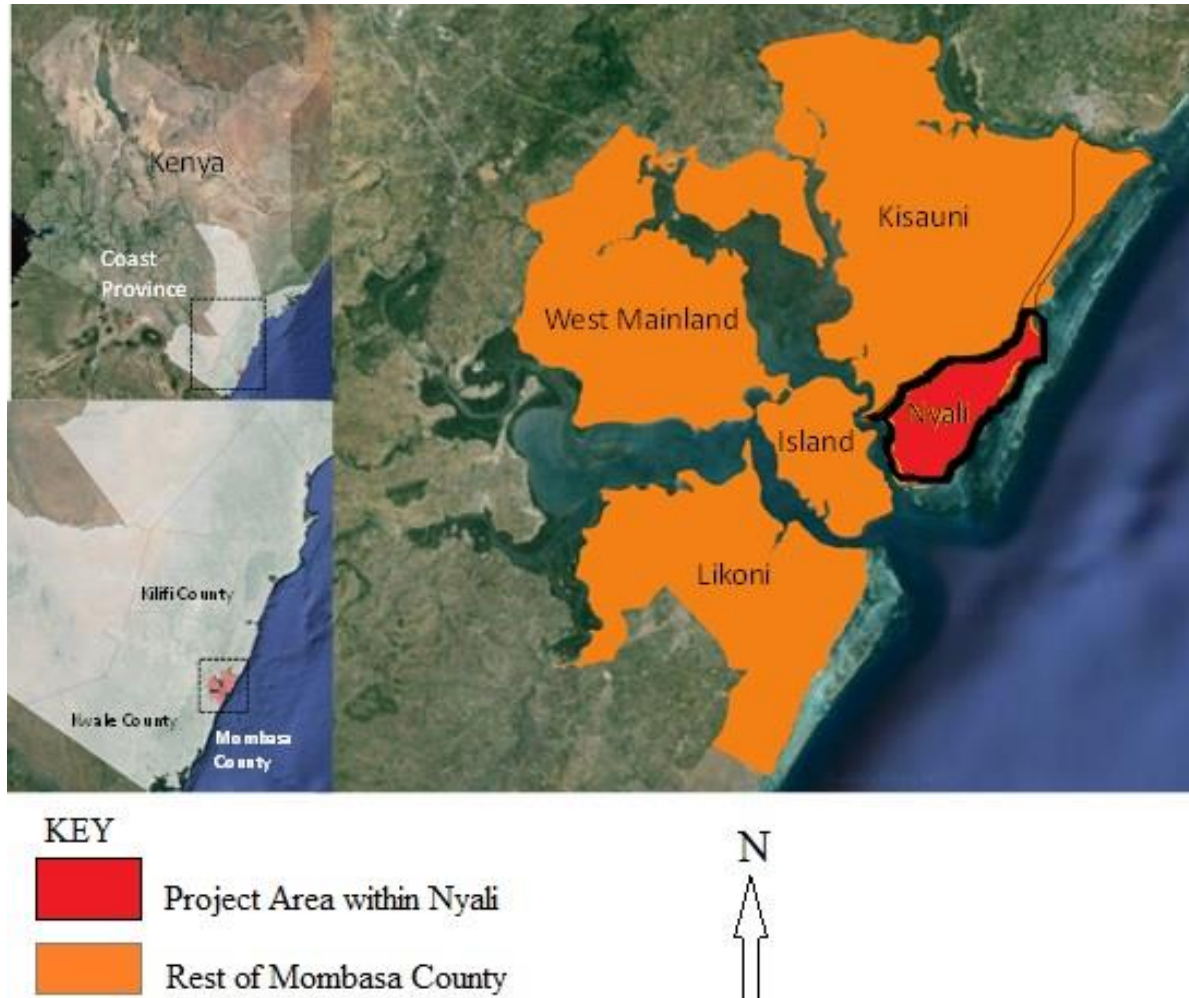 Kenya
Coast
Province
Kilifi County
Kwale County
Mombasa
County
Kisauni
West Mainland
Nyali
Island
Likoni
KEY
Project Area within Nyali
Rest of Mombasa County
N